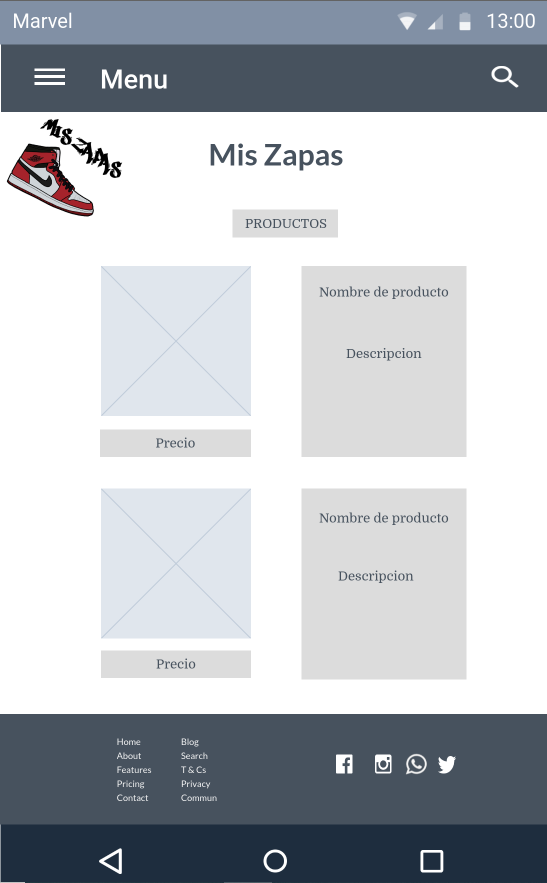 Marvel 13:00
Menu
MIS ZAPAS
Mis Zapas
PRODUCTOS
Nombre de producto
Descripcion
Precio
Nombre de producto
Descripcion
Precio
Home Blog
About Search
Features T & Cs
Pricing Privacy
Contact Commun